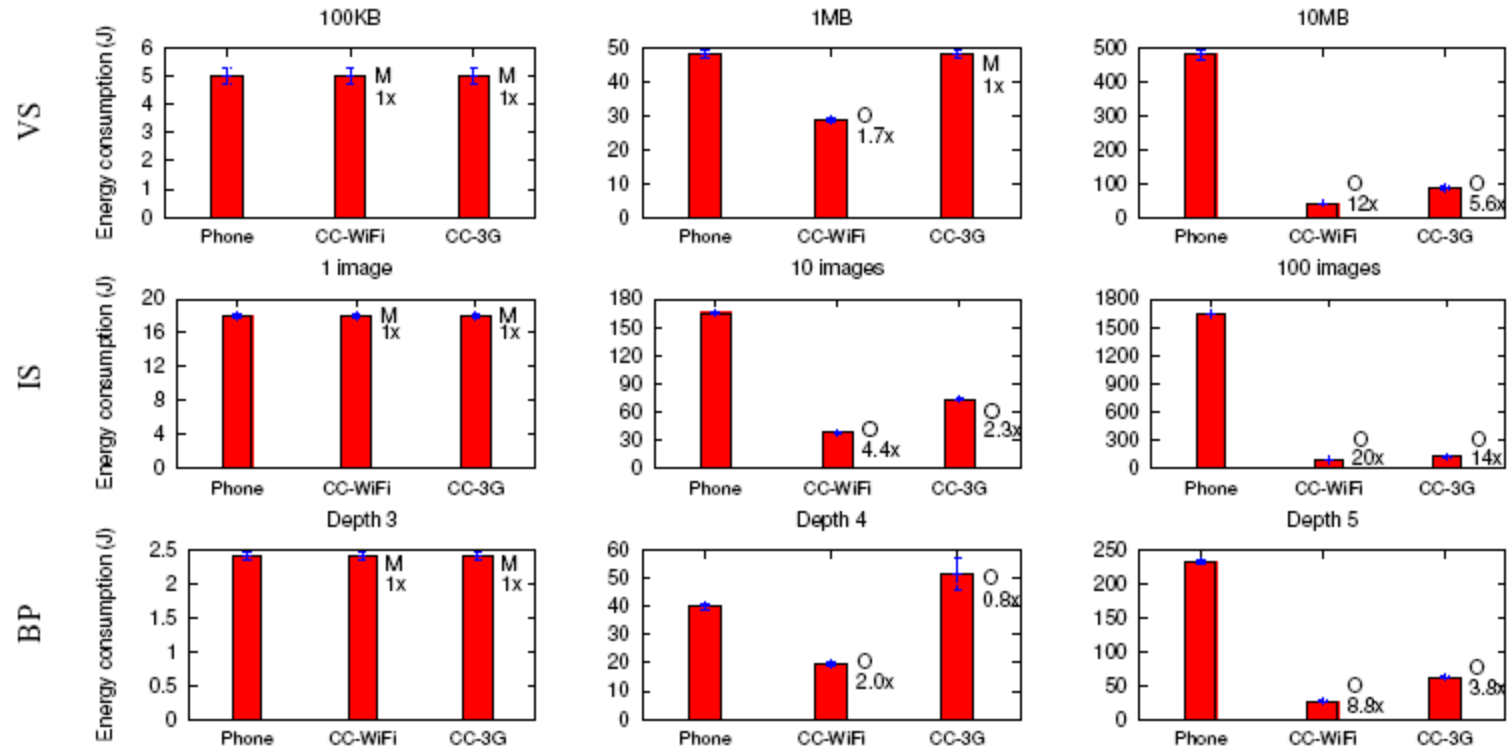 100KB 1MB 10MB
VS
Energy consumption (J)
6
5
4
3
2
1
0
M
1x
M
1x
Phone CC-WiFi CC-3G
50
40
30
20
10
0
O
1.7x
M
1x
Phone CC-WiFi CC-3G
500
400
300
200
100
0
O
12x
O
5.6x
Phone CC-WiFi CC-3G
1 image 10 images 100 images
IS
Energy consumption (J)
20
16
12
8
4
0
M
1x
M
1x
Phone CC-WiFi CC-3G
180
150
120
90
60
30
0
O
4.4x
O
2.3x
Phone CC-WiFi CC-3G
1800
1500
1200
900
600
300
0
O
20x
O
14x
Phone CC-WiFi CC-3G
Depth 3 Depth 4 Depth 5
BP
Energy consumption (J)
2.5
2
1.5
1
0.5
0
M
1x
M
1x
Phone CC-WiFi CC-3G
60
50
40
30
20
10
0
O
2.0x
O
0.8x
Phone CC-WiFi CC-3G
250
200
150
100
50
0
O
8.8x
O
3.8x
Phone CC-WiFi CC-3G